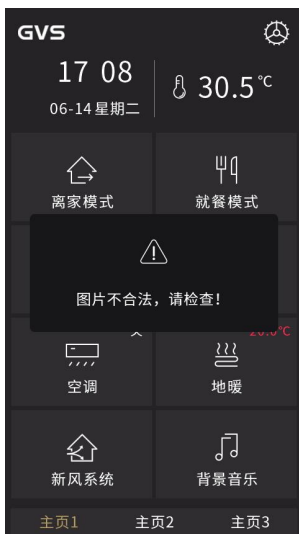 GVS
17 08
06-14 星期二
30.5°C
离家模式
就餐模式
图片不合法，请检查！
空调
地暖
新风系统
背景音乐
主页1
主页2
主页3